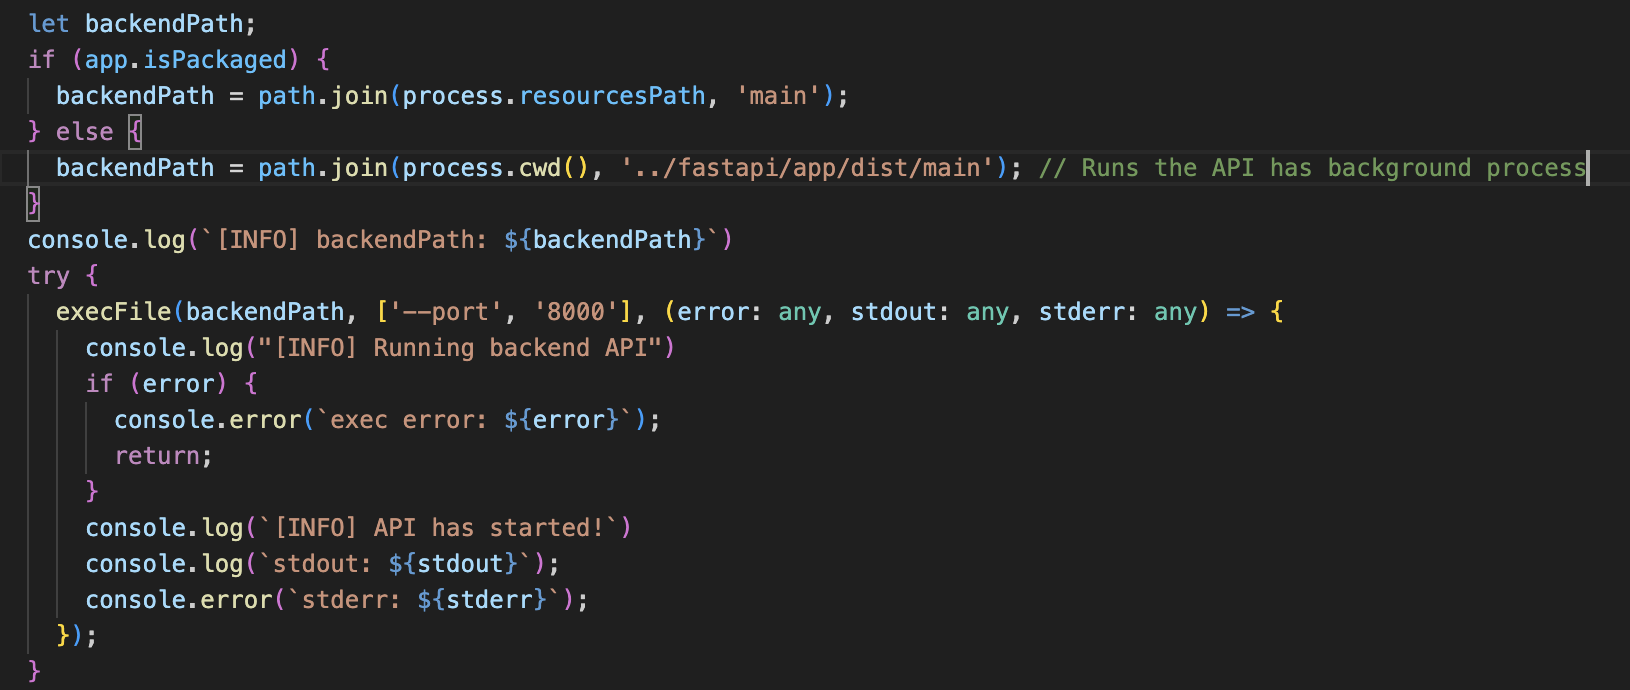 let backendPath;
if (app.isPackaged) {
  backendPath = path.join(process.resourcesPath, 'main');
} else {
  backendPath = path.join(process.cwd(), '../fastapi/app/dist/main'); // Runs the API has background process
}
console.log(`[INFO] backendPath: ${backendPath}`)
try {
  execFile(backendPath, ['--port', '8000'], (error: any, stdout: any, stderr: any) => {
    console.log("[INFO] Running backend API")
    if (error) {
      console.error(`exec error: ${error}`);
      return;
    }
    console.log(`[INFO] API has started!`)
    console.log(`stdout: ${stdout}`);
    console.error(`stderr: ${stderr}`);
  });
}